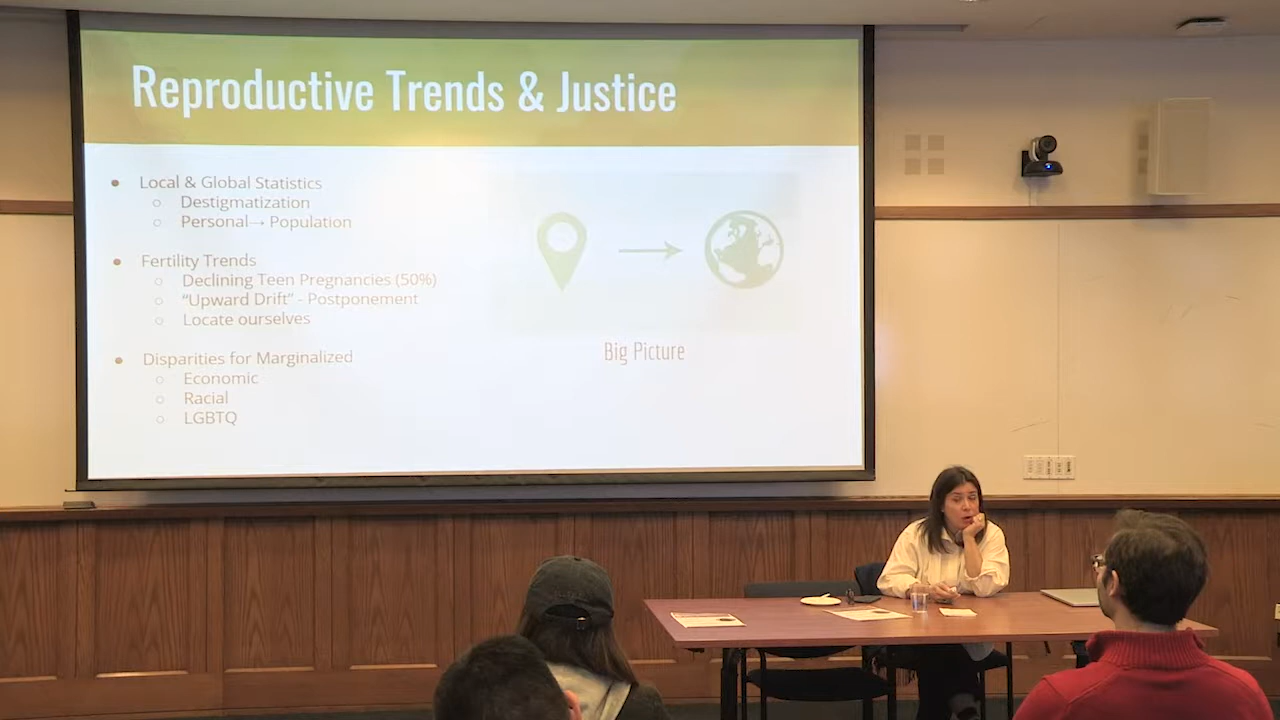 Reproductive Trends & Justice
● Local & Global Statistics
○ Destigmatization
○ Personal→ Population
● Fertility Trends
○ Declining Teen Pregnancies (50%)
○ “Upward Drift” - Postponement
○ Locate ourselves
● Disparities for Marginalized
○ Economic
○ Racial
○ LGBTQ
Big Picture